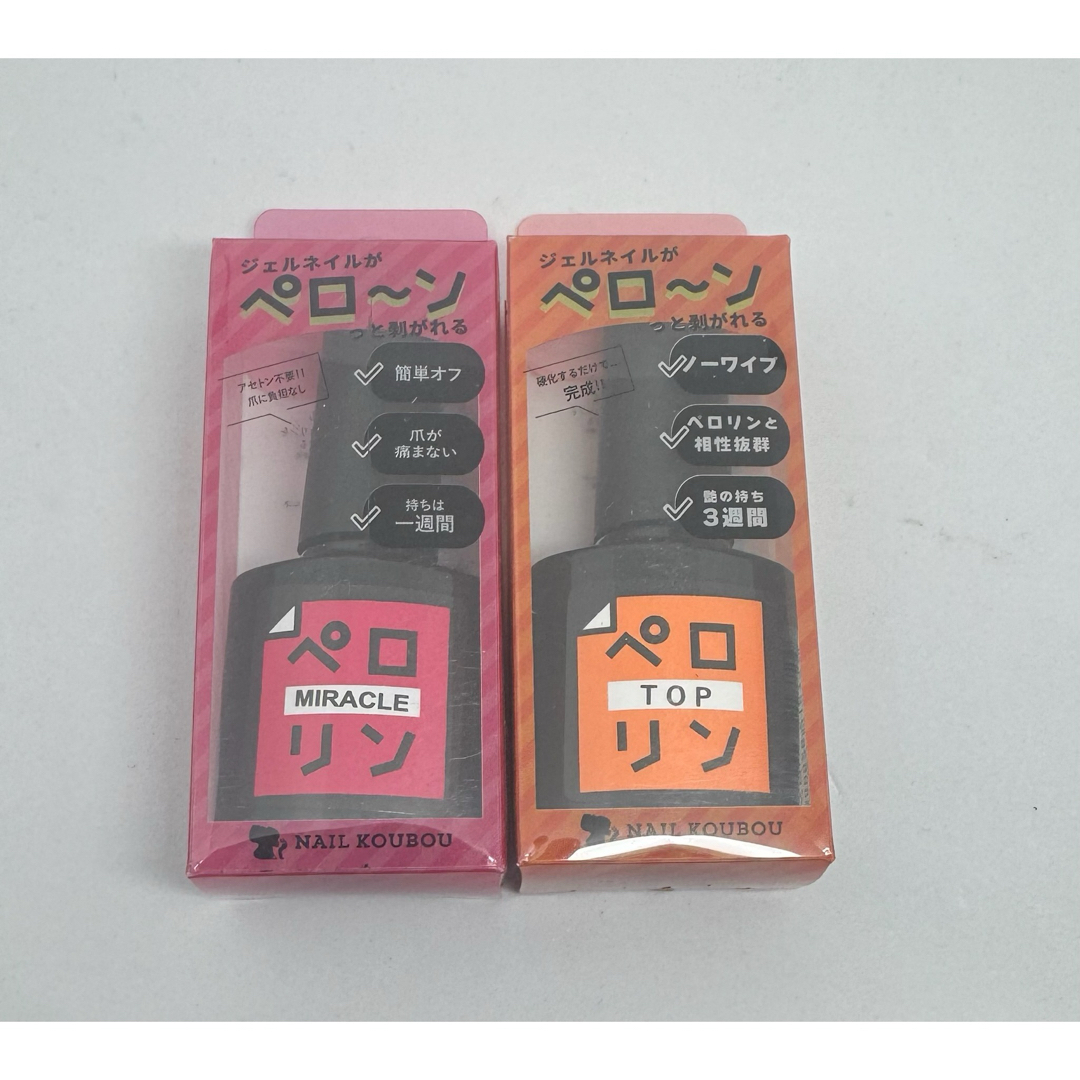 ジェルネイルが
ペロ〜ン
っと剥がれる
アセトン不要!!
爪に負担なし
簡単オフ
爪が
痛まない
持ちは
一週間
ペロ
MIRACLE
リン
NAIL KOUBOU
ジェルネイルが
ペロ〜ン
っと剥がれる
硬化するだけで...
完成!!
ノーワイプ
ペロリンと
相性抜群
艶の持ち
3週間
ペロ
TOP
リン
NAIL KOUBOU